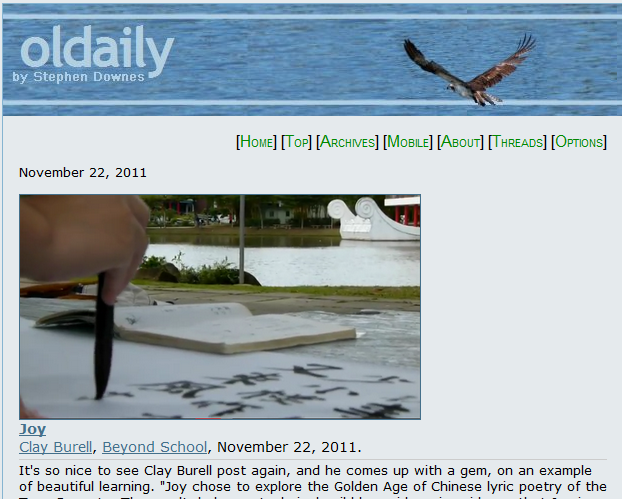 oldaily
by Stephen Downes
[Home] [Top] [Archives] [Mobile] [About] [Threads] [Options]
November 22, 2011
Joy
Clay Burell, Beyond School, November 22, 2011.
It's so nice to see Clay Burell post again, and he comes up with a gem, on an example
of beautiful learning. "Joy chose to explore the Golden Age of Chinese lyric poetry of the